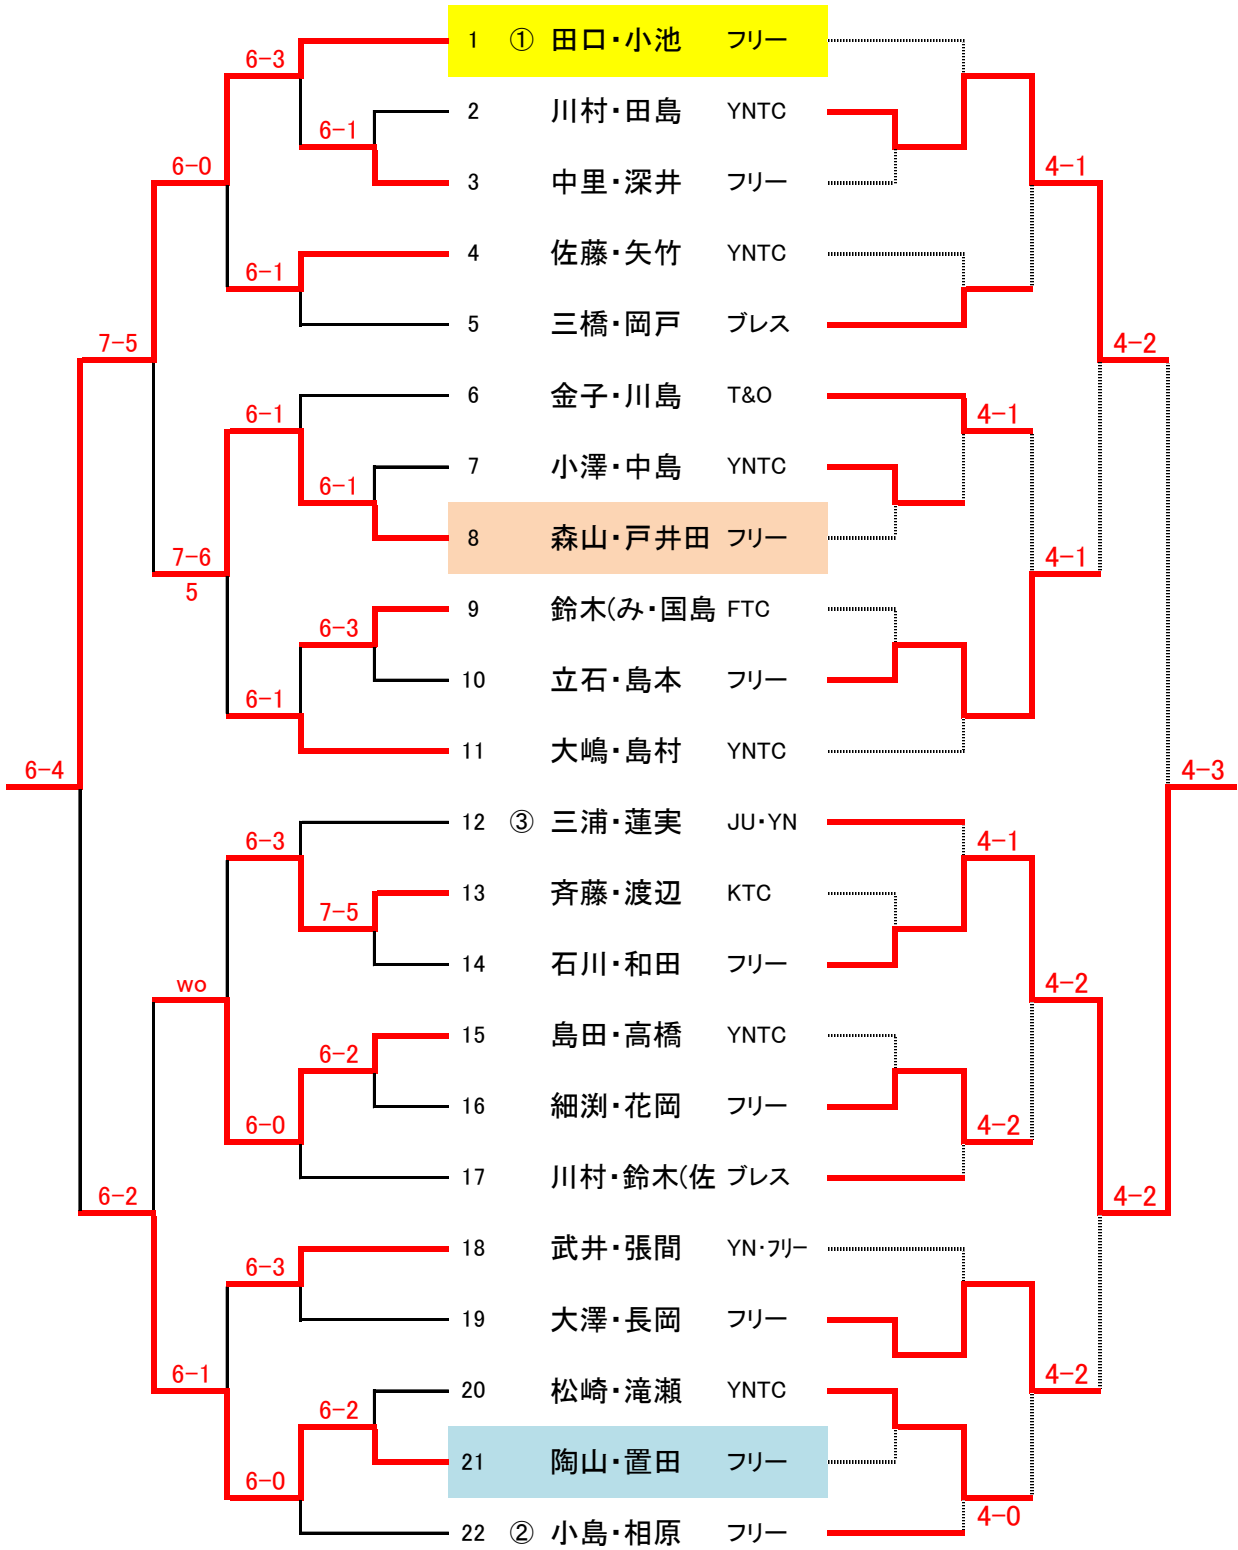 1 ① 田口・小池 フリー
6-3
2 川村・田島 YNTC
6-1
6-0 4-1
3 中里・深井 フリー
4 佐藤・矢竹 YNTC
6-1
5 三橋・岡戸 ブレス
7-5 4-2
6 金子・川島 T&O
6-1 4-1
7 小澤・中島 YNTC
6-1
8 森山・戸井田 フリー
7-6 4-1
5
9 鈴木(み・国島 FTC
6-3
10 立石・島本 フリー
6-1
11 大嶋・島村 YNTC
6-4 4-3
12 ③ 三浦・蓮実 JU・YN
6-3 4-1
13 斉藤・渡辺 KTC
7-5
14 石川・和田 フリー
wo 4-2
15 島田・高橋 YNTC
6-2
16 細渕・花岡 フリー
6-0 4-2
17 川村・鈴木(佐 ブレス
6-2 4-2
18 武井・張間 YN・フリー
6-3
19 大澤・長岡 フリー
6-1 4-2
20 松崎・滝瀬 YNTC
6-2
21 陶山・置田 フリー
6-0
4-0
22 ② 小島・相原 フリー